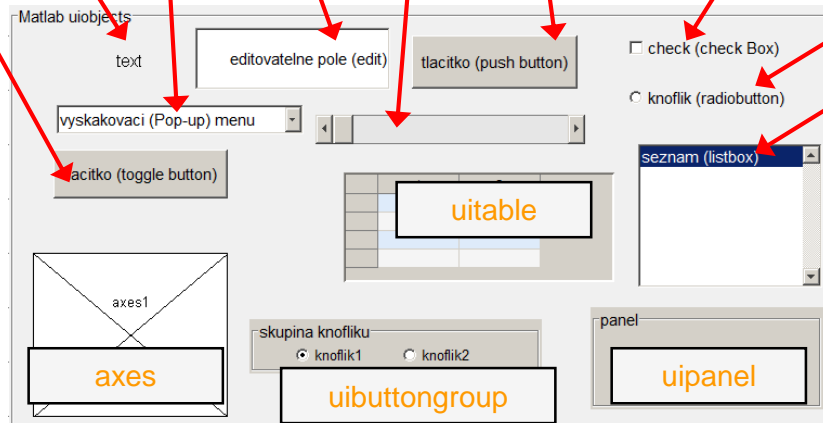 Matlab uiobjects
text
editovatelne pole (edit)
tlacitko (push button)
check (check Box)
knoflik (radiobutton)
vyskakovaci (Pop-up) menu
seznam (listbox)
(toggle button)
uitable
axes1
axes
skupina knofliku
knoflik1
knoflik2
uibuttongroup
panel
uipanel